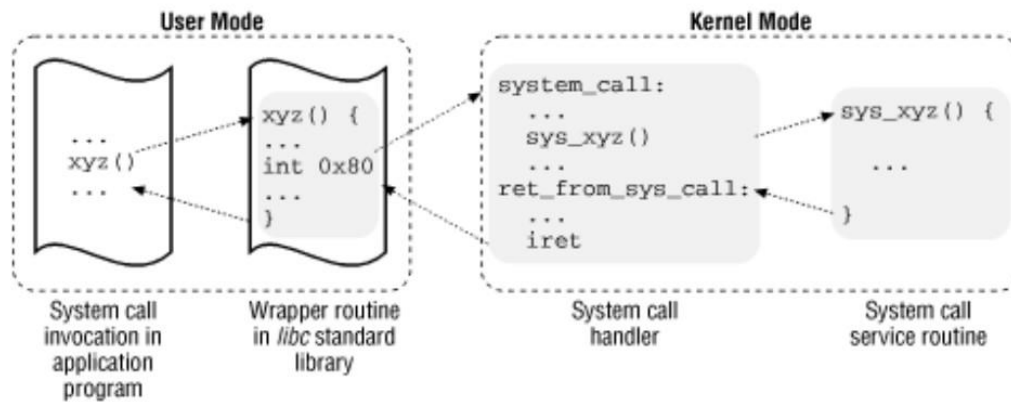 User Mode
Kernel Mode
...
xyz()
...
xyz() {
...
int 0x80
...
}
system_call:
...
sys_xyz()
...
ret_from_sys_call:
...
iret
sys_xyz() {
...
}
System call
invocation in
application
program
Wrapper routine
in libc standard
library
System call
handler
System call
service routine